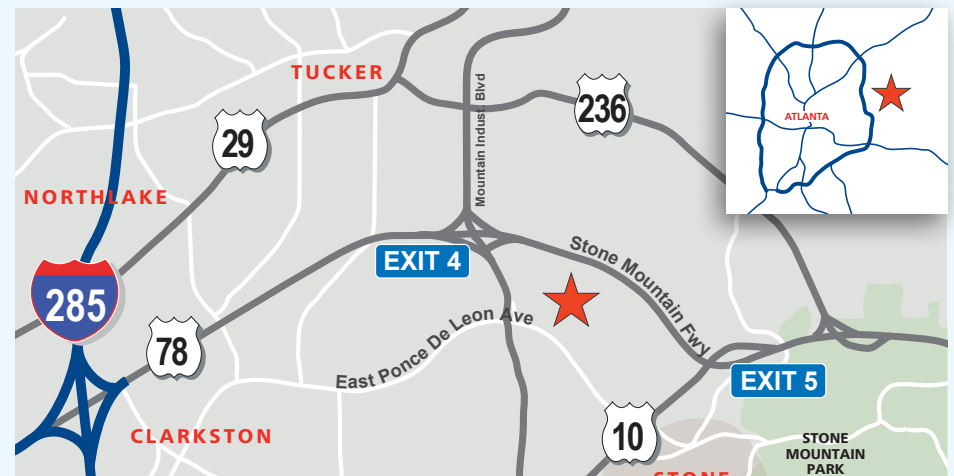 TUCKER
29
236
Mountain Indust. Blvd
ATLANTA
NORTHLAKE
EXIT 4
Stone Mountain Fwy
285
78
East Ponce De Leon Ave
EXIT 5
CLARKSTON
10
STONE
MOUNTAIN
PARK
STONE